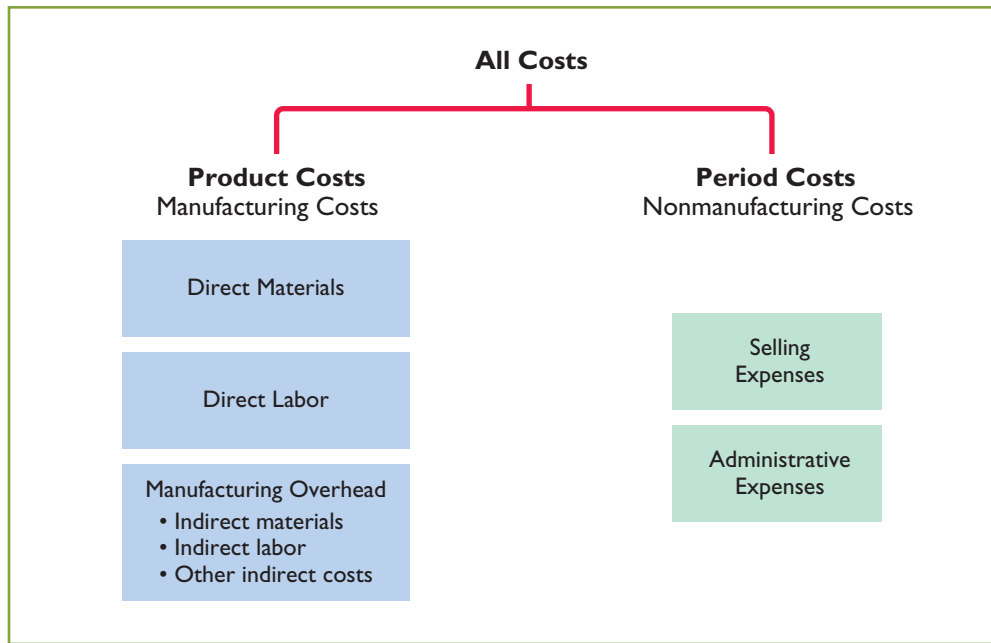 All Costs
Product Costs
Manufacturing Costs
Direct Materials
Direct Labor
Manufacturing Overhead
• Indirect materials
• Indirect labor
• Other indirect costs
Period Costs
Nonmanufacturing Costs
Selling
Expenses
Administrative
Expenses